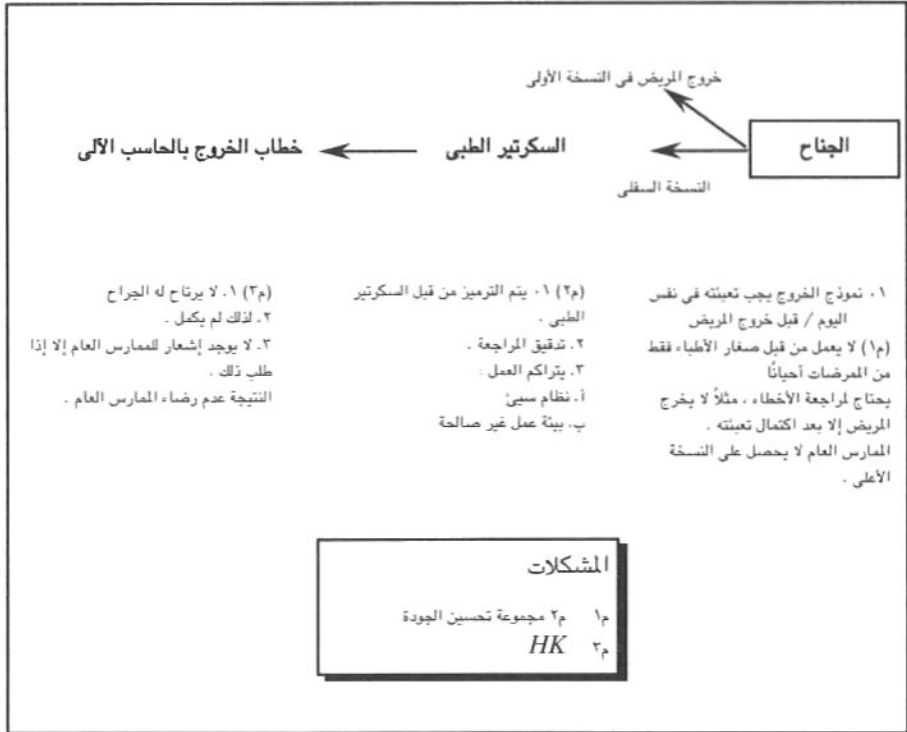 خروج المريض فى النسخة الأولى
الجناح
السكرتير الطبى
خطاب الخروج بالحاسب الآلى
النسخة السفلى
٠١ نموذج الخروج يجب تعبئته فى نفس
اليوم / قبل خروج المريض
(م١) لا يعمل من قبل صغار الأطباء فقط
من الممرضات أحيانًا
يحتاج لمراجعة الأخطاء ، مثلاً لا يخرج
المريض إلا بعد اكتمال تعبئته .
الممارس العام لا يحصل على النسخة
الأعلى .
(م٢) ٠١ يتم الترميز من قبل السكرتير
الطبى .
٢. تدقيق المراجعة .
٣. يتراكم العمل :
أ. نظام سيئ
ب. بيئة عمل غير صالحة
(م٣) ١. لا يرتاح له الجراح
٢. لذلك لم يكمل .
٣. لا يوجد إشعار للممارس العام إلا إذا
طلب ذلك .
النتيجة عدم رضاء الممارس العام .
المشكلات
م١ م٢ مجموعة تحسين الجودة
م٣ HK